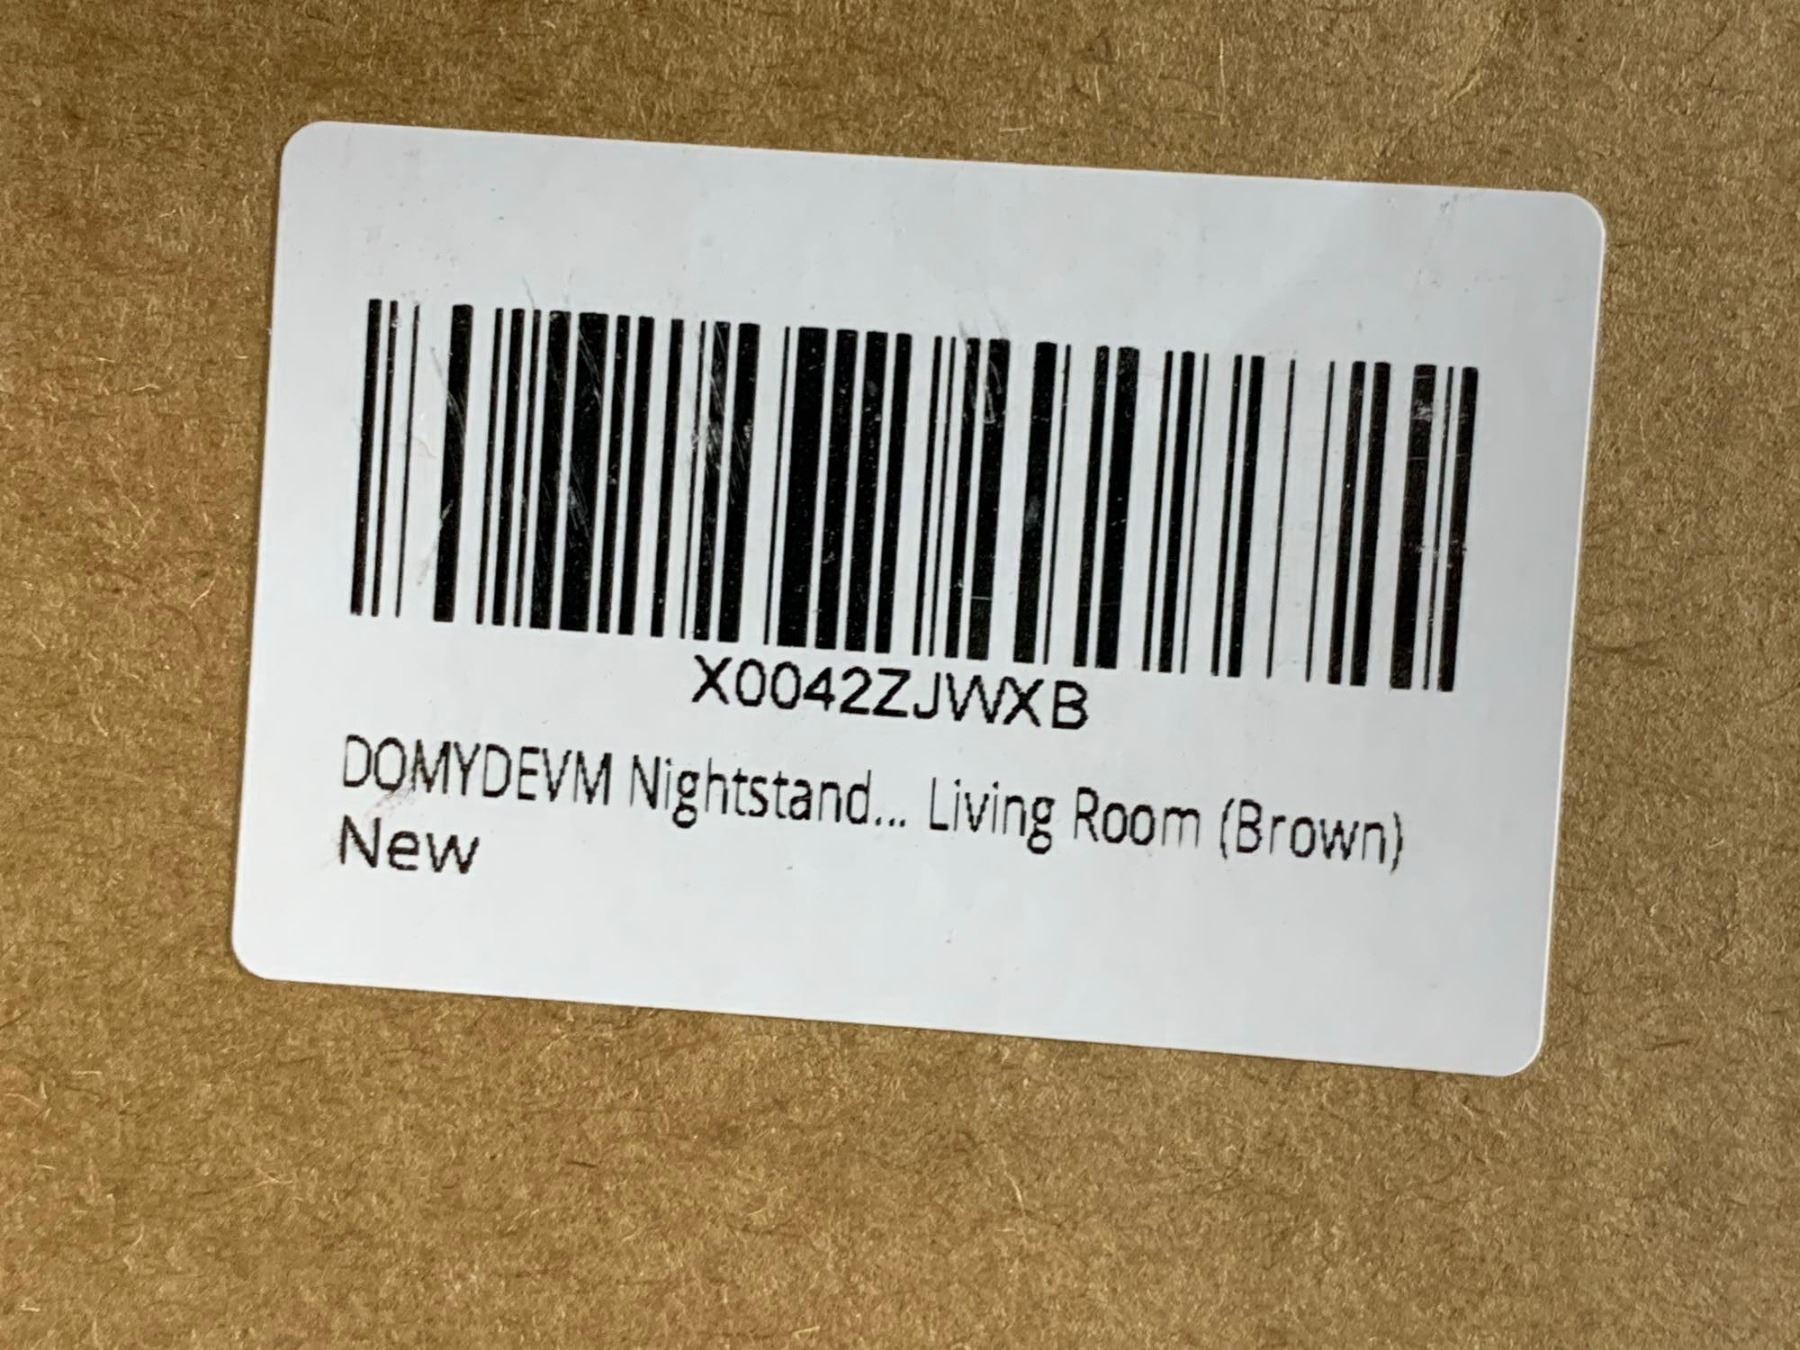 X0042ZJWXB
DOMYDEVM Nightstand... Living Room (Brown)
New